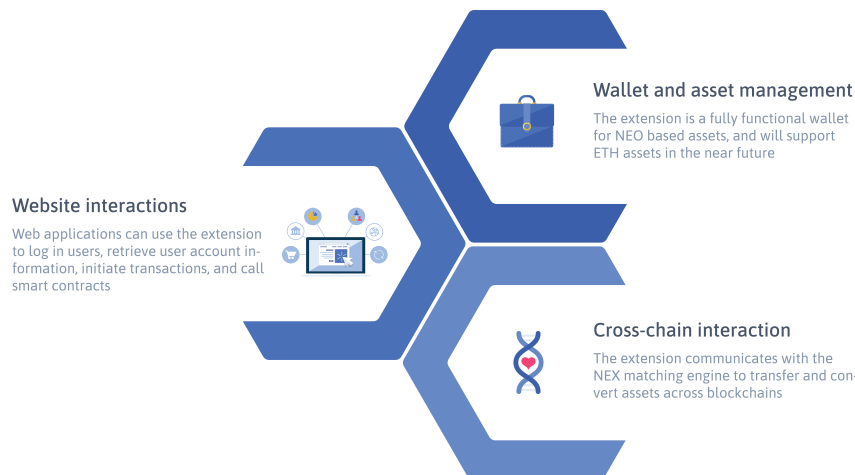 Wallet and asset management
The extension is a fully functional wallet
for NEO based assets, and will support
ETH assets in the near future
Website interactions
Web applications can use the extension
to log in users, retrieve user account in-
formation, initiate transactions, and call
smart contracts
Cross-chain interaction
The extension communicates with the
NEX matching engine to transfer and con-
vert assets across blockchains